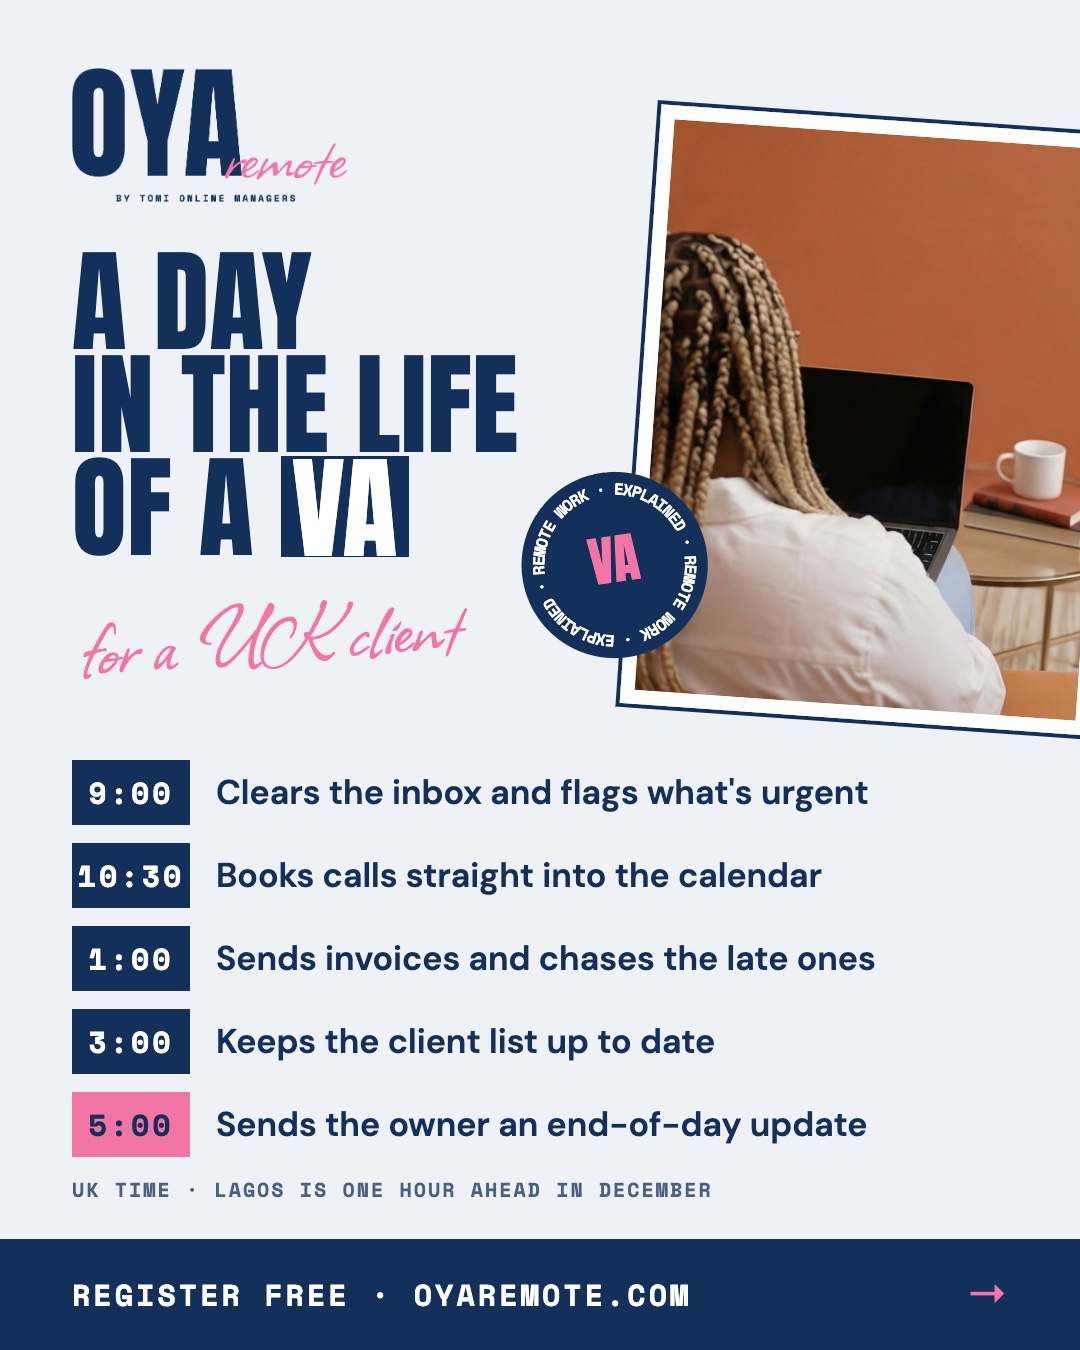 OYA
remote
BY TOMI ONLINE MANAGERS
A DAY
IN THE LIFE
OF A VA
for a UK client
REMOTE WORK · EXPLAINED · REMOTE WORK · EXPLAINED ·
VA
9:00 Clears the inbox and flags what's urgent
10:30 Books calls straight into the calendar
1:00 Sends invoices and chases the late ones
3:00 Keeps the client list up to date
5:00 Sends the owner an end-of-day update
UK TIME · LAGOS IS ONE HOUR AHEAD IN DECEMBER
REGISTER FREE · OYAREMOTE.COM →